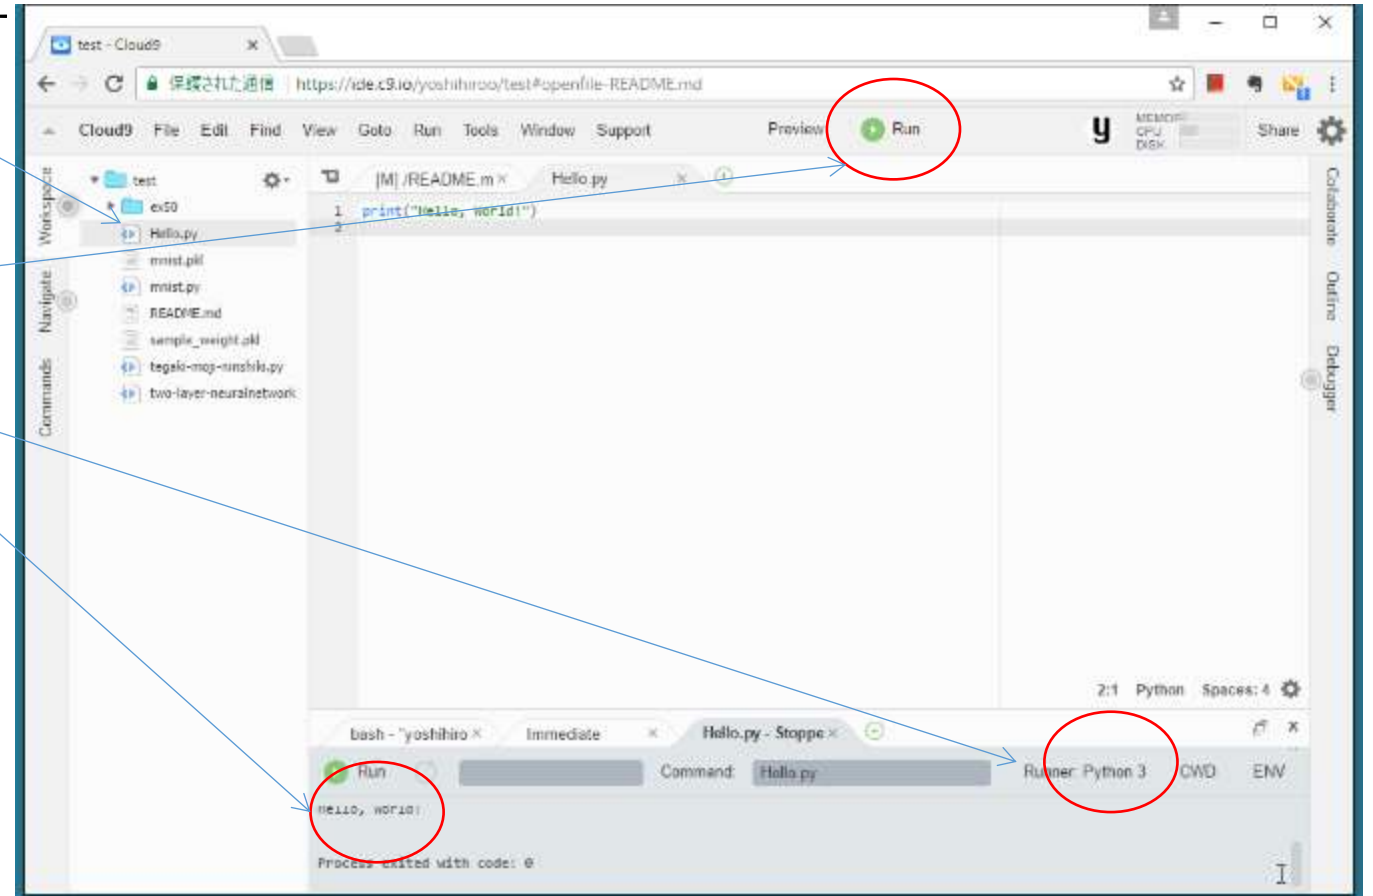 test - Cloud9
保護された通信 https://ide.c9.io/yoshihiroo/test#openfile-README.md
Cloud9 File Edit Find View Goto Run Tools Window Support Preview Run y MEMORY CPU DISK Share
Workspace
Navigate
Commands
test
ex50
Hello.py
mnist.pkl
mnist.py
README.md
sample_weight.pkl
tegaki-moji-ninshiki.py
two-layer-neuralnetwork
[M] /README.m Hello.py
1 print("Hello, World!")
2
Collaborate
Outline
Debugger
2:1 Python Spaces: 4
bash - "yoshihiro Immediate Hello.py - Stoppe
Run Command: Hello.py Runner: Python 3 CWD ENV
Hello, World!
Process exited with code: 0